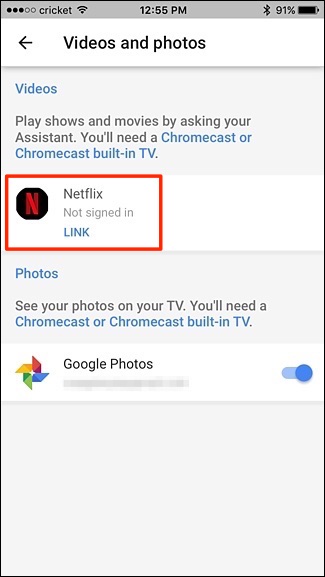 cricket 12:55 PM 91%
Videos and photos
Videos
Play shows and movies by asking your
Assistant. You'll need a Chromecast or
Chromecast built-in TV.
Netflix
Not signed in
LINK
Photos
See your photos on your TV. You'll need a
Chromecast or Chromecast built-in TV.
Google Photos